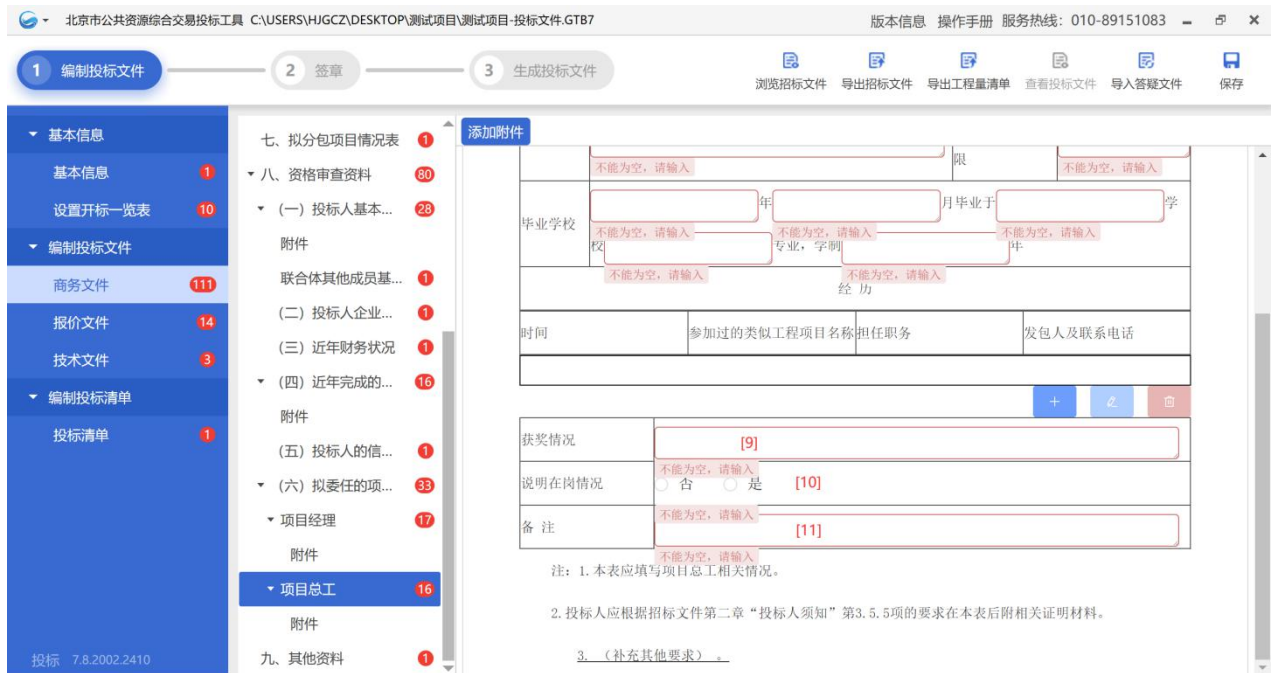 北京市公共资源综合交易投标工具 C:\USERS\HJGCZ\DESKTOP\测试项目\测试项目-投标文件.GTB7 版本信息 操作手册 服务热线：010-89151083
1 编制投标文件 2 签章 3 生成投标文件 浏览招标文件 导出招标文件 导出工程量清单 查看投标文件 导入答疑文件 保存
基本信息
基本信息 1
设置开标一览表 10
编制投标文件
商务文件 111
报价文件 14
技术文件 3
编制投标清单
投标清单 1
投标 7.8.2002.2410
七、拟分包项目情况表 1
八、资格审查资料 80
（一）投标人基本... 28
附件
联合体其他成员基... 1
（二）投标人企业... 1
（三）近年财务状况 1
（四）近年完成的... 16
附件
（五）投标人的信... 1
（六）拟委任的项... 33
项目经理 17
附件
项目总工 16
附件
九、其他资料 1
添加附件
限
不能为空，请输入 不能为空，请输入
毕业学校 年 月毕业于 学
不能为空，请输入 不能为空，请输入 不能为空，请输入
校 专业，学制 年
不能为空，请输入 不能为空，请输入
经 历
时间 参加过的类似工程项目名称 担任职务 发包人及联系电话
获奖情况 [9]
不能为空，请输入
说明在岗情况 否 是 [10]
不能为空，请输入
备 注 [11]
不能为空，请输入
注：1.本表应填写项目总工相关情况。
2.投标人应根据招标文件第二章“投标人须知”第3.5.5项的要求在本表后附相关证明材料。
3. （补充其他要求） 。